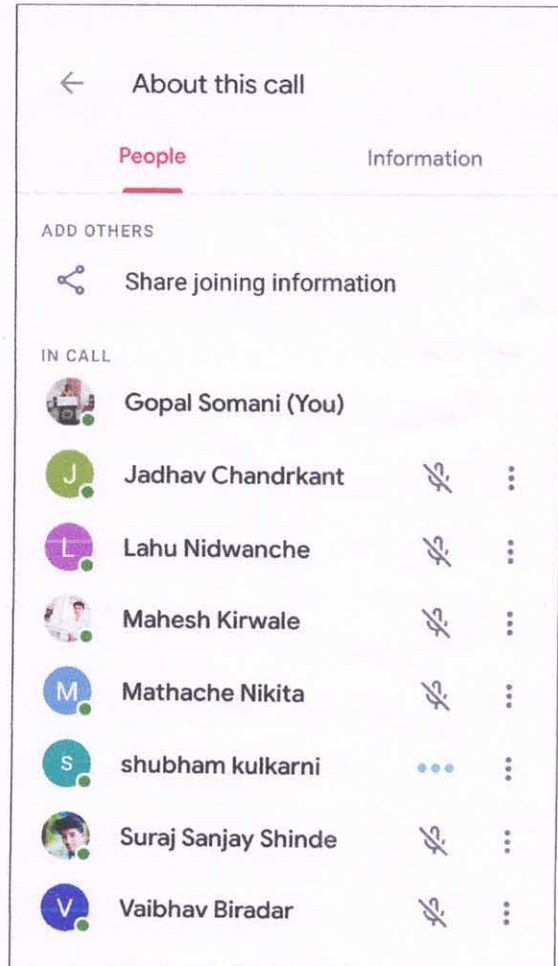 About this call
People
Information
ADD OTHERS
Share joining information
IN CALL
Gopal Somani (You)
J
Jadhav Chandrkant
L
Lahu Nidwanche
Mahesh Kirwale
M
Mathache Nikita
s
shubham kulkarni
Suraj Sanjay Shinde
V
Vaibhav Biradar